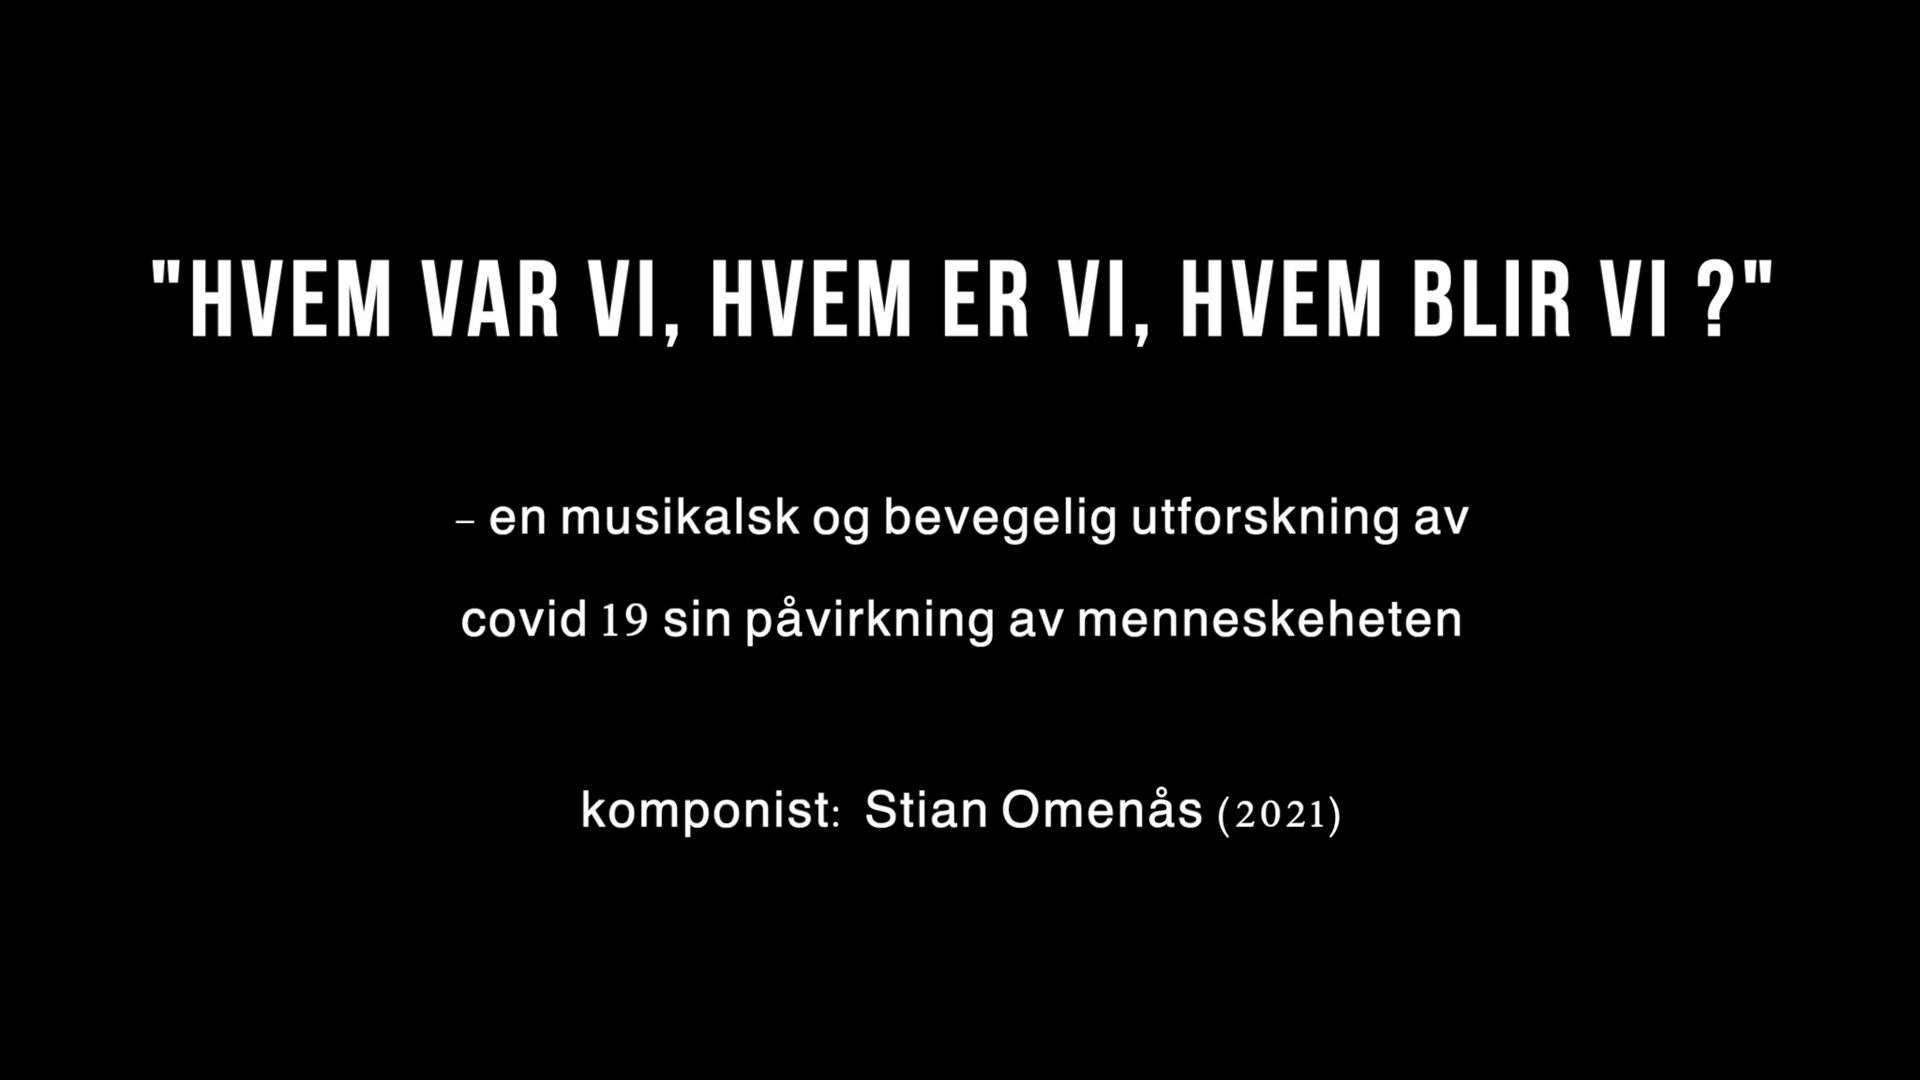 "HVEM VAR VI, HVEM ER VI, HVEM BLIR VI ?"
– en musikalsk og bevegelig utforskning av
covid 19 sin påvirkning av menneskeheten
komponist:  Stian Omenås (2021)